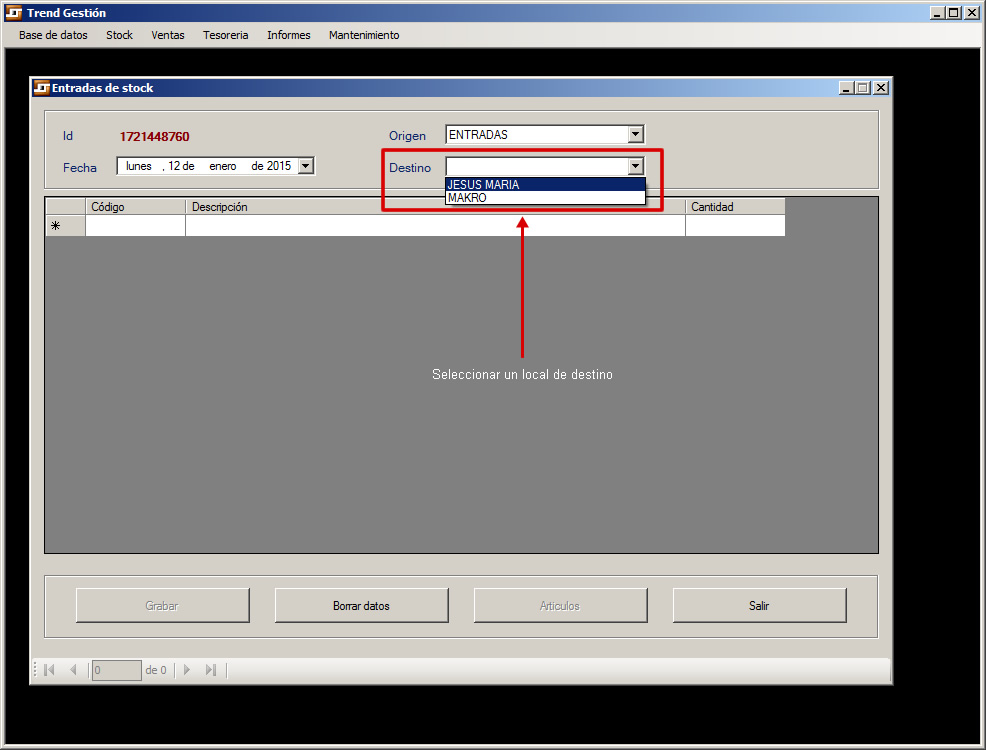 Trend Gestión
Base de datos Stock Ventas Tesoreria Informes Mantenimiento
Entradas de stock
Id 1721448760 Origen ENTRADAS
Fecha lunes , 12 de enero de 2015 Destino
JESUS MARIA
MAKRO
Código Descripción Cantidad
Seleccionar un local de destino
Grabar Borrar datos Articulos Salir
0 de 0